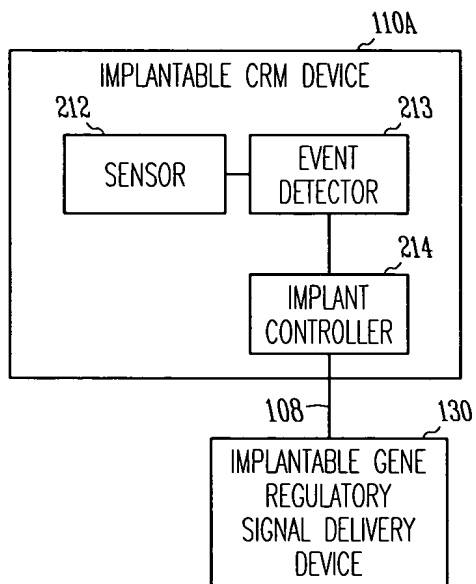 110A
IMPLANTABLE CRM DEVICE
212
213
SENSOR
EVENT
DETECTOR
214
IMPLANT
CONTROLLER
108
130
IMPLANTABLE GENE
REGULATORY
SIGNAL DELIVERY
DEVICE